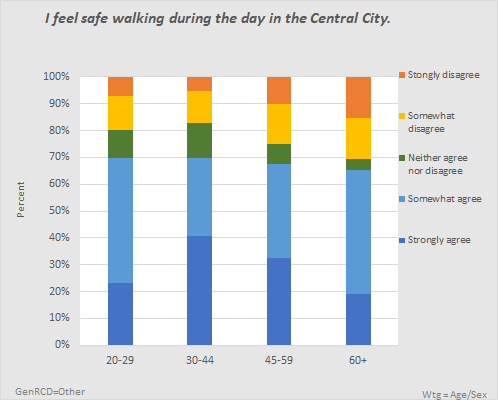 I feel safe walking during the day in the Central City.
100%
90%
80%
70%
60%
50%
40%
30%
20%
10%
0%
Percent
20-29
30-44
45-59
60+
Stongly disagree
Somewhat
disagree
Neither agree
nor disagree
Somewhat agree
Strongly agree
GenRCD=Other
Wtg = Age/Sex